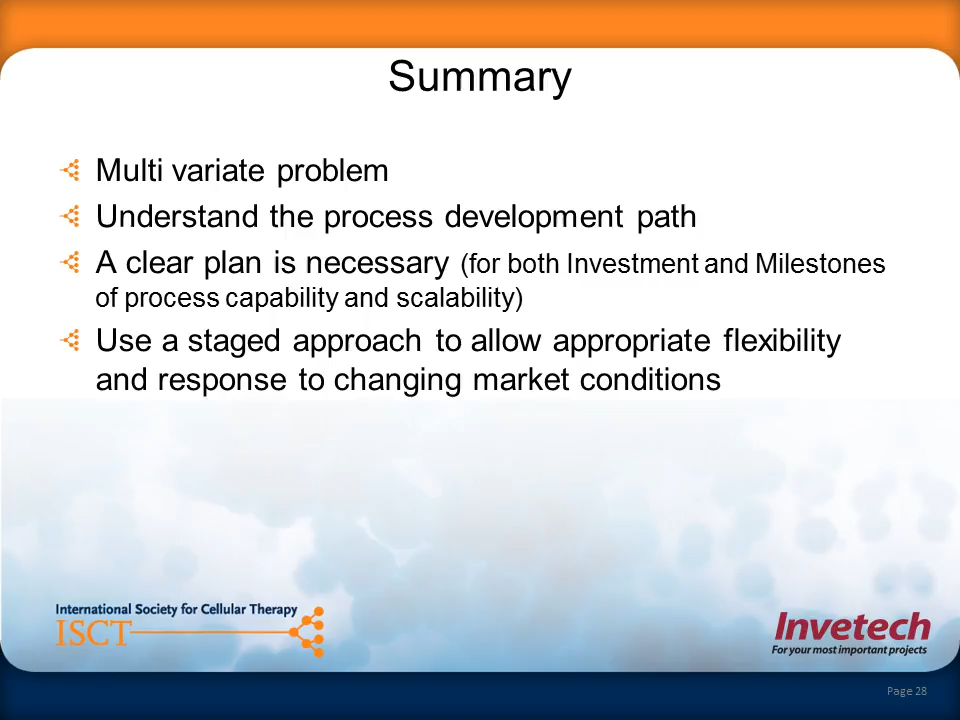 Summary
Multi variate problem
Understand the process development path
A clear plan is necessary (for both Investment and Milestones
of process capability and scalability)
Use a staged approach to allow appropriate flexibility
and response to changing market conditions
International Society for Cellular Therapy
ISCT
Invetech
For your most important projects
Page 28